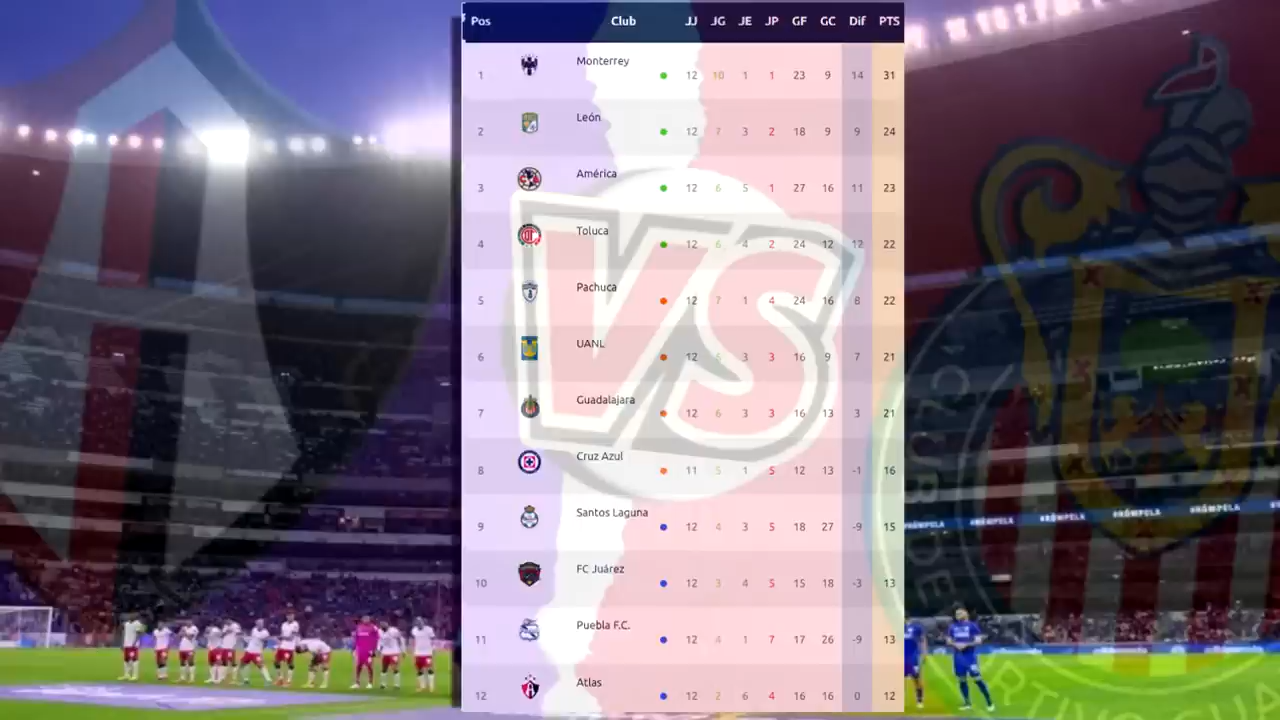 Pos Club JJ JG JE JP GF GC Dif PTS
1 Monterrey 12 10 1 1 23 9 14 31
2 León 12 7 3 2 18 9 9 24
3 América 12 6 5 1 27 16 11 23
4 Toluca 12 6 4 2 24 12 12 22
5 Pachuca 12 7 1 4 24 16 8 22
6 UANL 12 6 3 3 16 9 7 21
7 Guadalajara 12 6 3 3 16 13 3 21
8 Cruz Azul 11 5 1 5 12 13 -1 16
9 Santos Laguna 12 4 3 5 18 27 -9 15
10 FC Juárez 12 3 4 5 15 18 -3 13
11 Puebla F.C. 12 4 1 7 17 26 -9 13
12 Atlas 12 2 6 4 16 16 0 12
VS
CLUB DE
#RÓMPELA #RÓMPELA #RÓMPELA #RÓMPELA